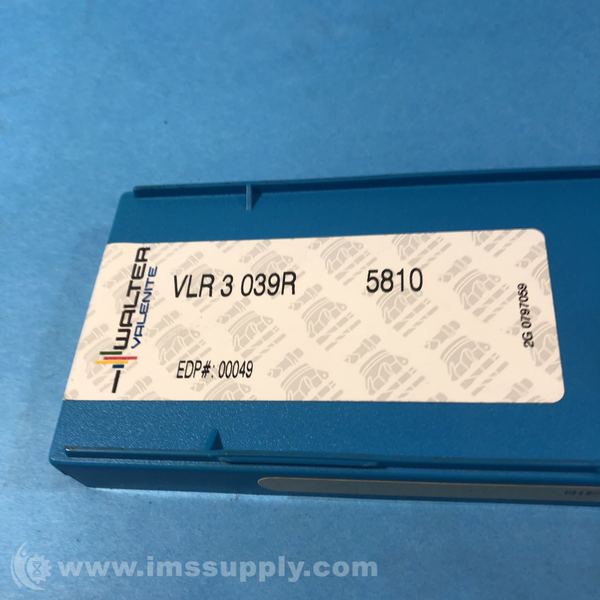 WALTER
VALENITE
VLR 3 039R 5810
EDP#: 00049
2G 0797059
© www.imssupply.com